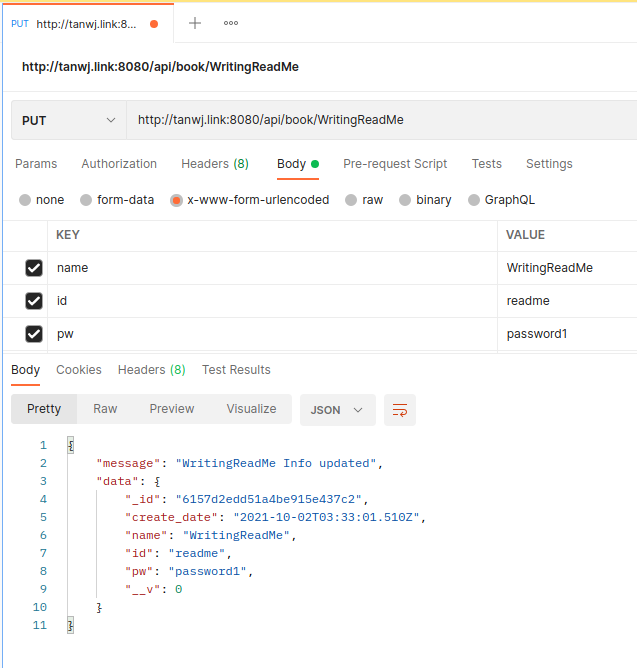 PUT http://tanwj.link:8...
http://tanwj.link:8080/api/book/WritingReadMe
PUT http://tanwj.link:8080/api/book/WritingReadMe
Params Authorization Headers (8) Body Pre-request Script Tests Settings
none form-data x-www-form-urlencoded raw binary GraphQL
KEY VALUE
name WritingReadMe
id readme
pw password1
Body Cookies Headers (8) Test Results
Pretty Raw Preview Visualize JSON
1 {
2 "message": "WritingReadMe Info updated",
3 "data": {
4 "_id": "6157d2edd51a4be915e437c2",
5 "create_date": "2021-10-02T03:33:01.510Z",
6 "name": "WritingReadMe",
7 "id": "readme",
8 "pw": "password1",
9 "__v": 0
10 }
11 }